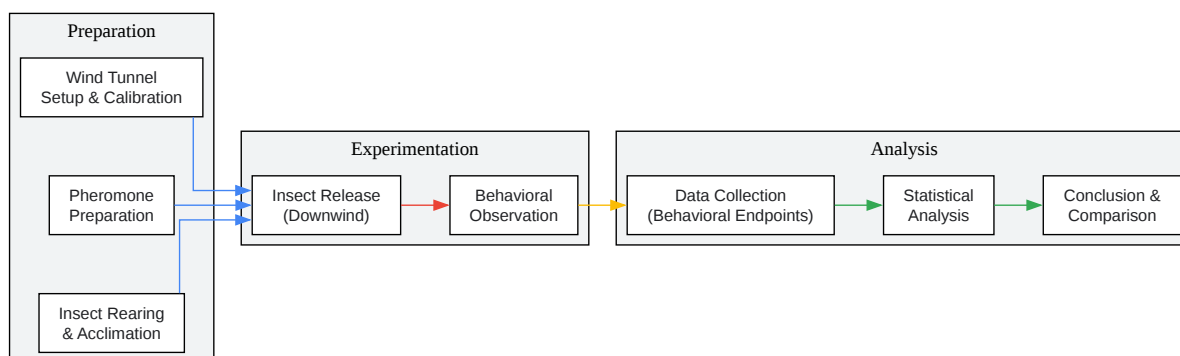 Preparation
Wind Tunnel
Setup & Calibration
Pheromone
Preparation
Insect Rearing
& Acclimation
Experimentation
Insect Release
(Downwind)
Behavioral
Observation
Analysis
Data Collection
(Behavioral Endpoints)
Statistical
Analysis
Conclusion &
Comparison